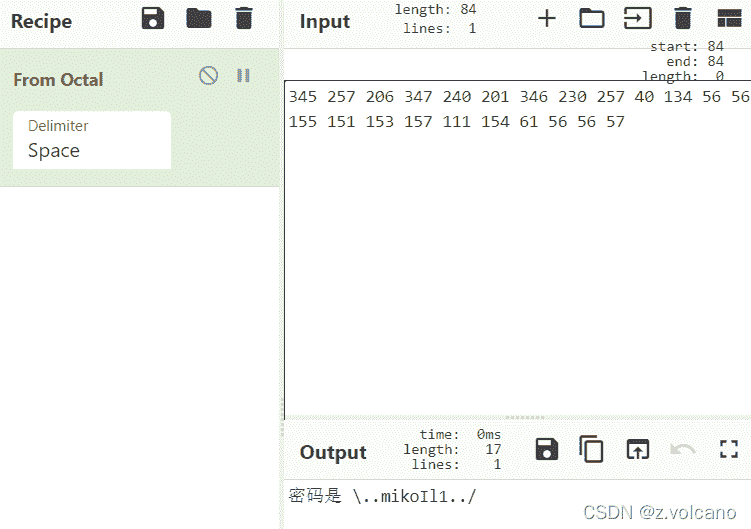 Recipe
From Octal
Delimiter
Space
Input
length: 84
lines: 1
start: 84
end: 84
length: 0
345 257 206 347 240 201 346 230 257 40 134 56 56
155 151 153 157 111 154 61 56 56 57
Output
time: 0ms
length: 17
lines: 1
密码是 \..mikoIl1../
CSDN @z.volcano